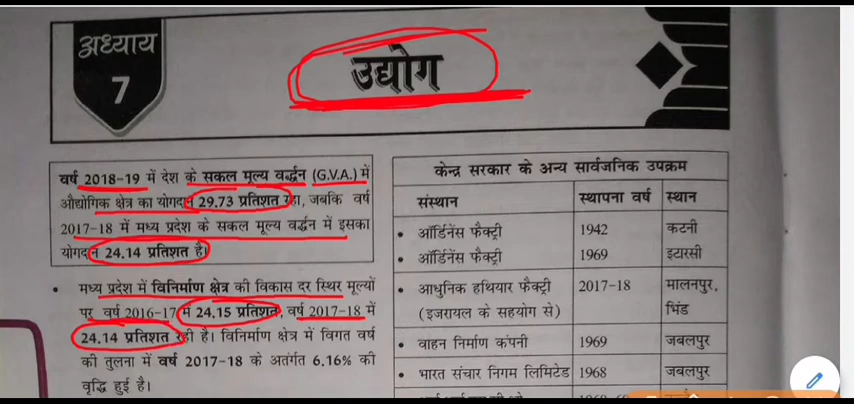 अध्याय
7
उद्योग
वर्ष 2018-19 में देश के सकल मूल्य वर्द्धन (G.V.A.) में
औद्योगिक क्षेत्र का योगदान 29.73 प्रतिशत रहा, जबकि वर्ष
2017-18 में मध्य प्रदेश के सकल मूल्य वर्द्धन में इसका
योगदान 24.14 प्रतिशत है।
• मध्य प्रदेश में विनिर्माण क्षेत्र की विकास दर स्थिर मूल्यों
पर वर्ष 2016-17 में 24.15 प्रतिशत, वर्ष 2017-18 में
24.14 प्रतिशत रही है। विनिर्माण क्षेत्र में विगत वर्ष
की तुलना में वर्ष 2017-18 के अतंर्गत 6.16% की
वृद्धि हुई है।
केन्द्र सरकार के अन्य सार्वजनिक उपक्रम
संस्थान स्थापना वर्ष स्थान
• ऑर्डिनेंस फैक्ट्री 1942 कटनी
• ऑर्डिनेंस फैक्ट्री 1969 इटारसी
• आधुनिक हथियार फैक्ट्री 2017-18 मालनपुर,
(इजरायल के सहयोग से) भिंड
• वाहन निर्माण कंपनी 1969 जबलपुर
• भारत संचार निगम लिमिटेड 1968 जबलपुर